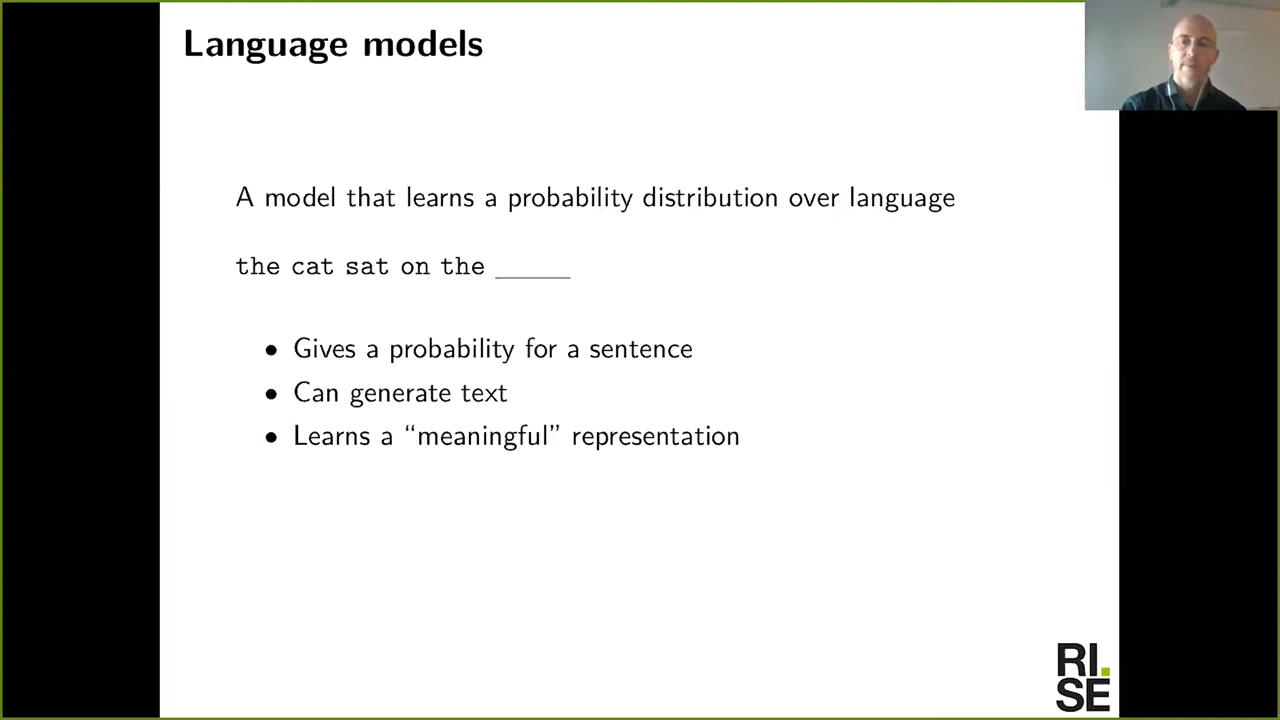 Language models
A model that learns a probability distribution over language
the cat sat on the _____
• Gives a probability for a sentence
• Can generate text
• Learns a “meaningful” representation
RI.
SE